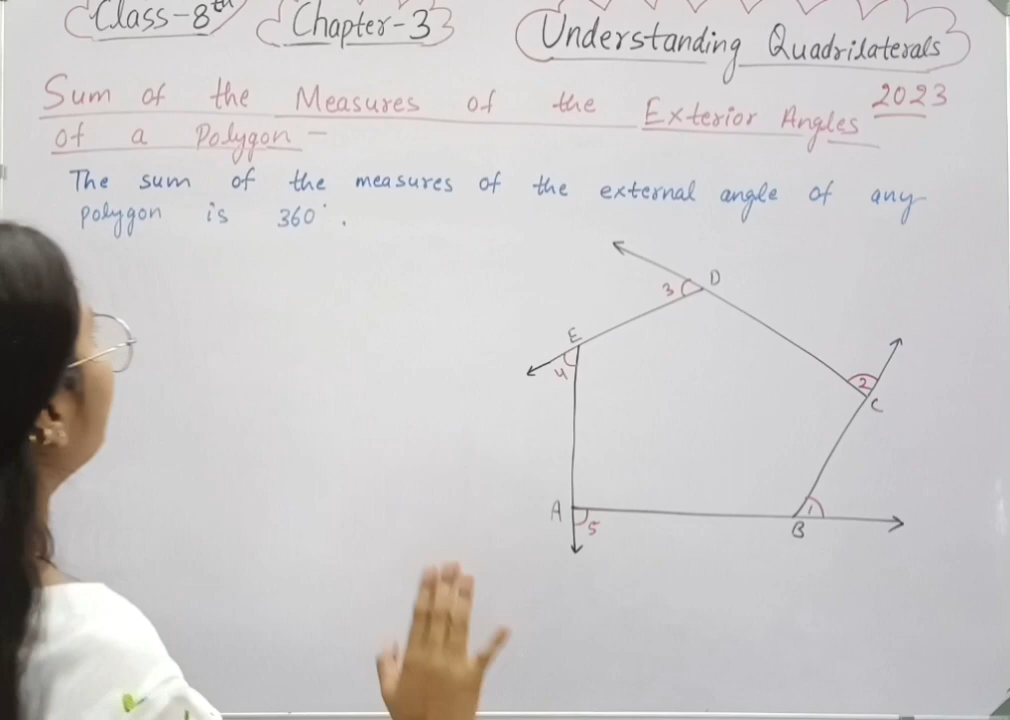 Class-8th Chapter-3 Understanding Quadrilaterals
Sum of the Measures of the Exterior Angles 2023
of a Polygon -
The sum of the measures of the external angle of any
polygon is 360°.
D
3
E
4
2
C
A
5
1
B